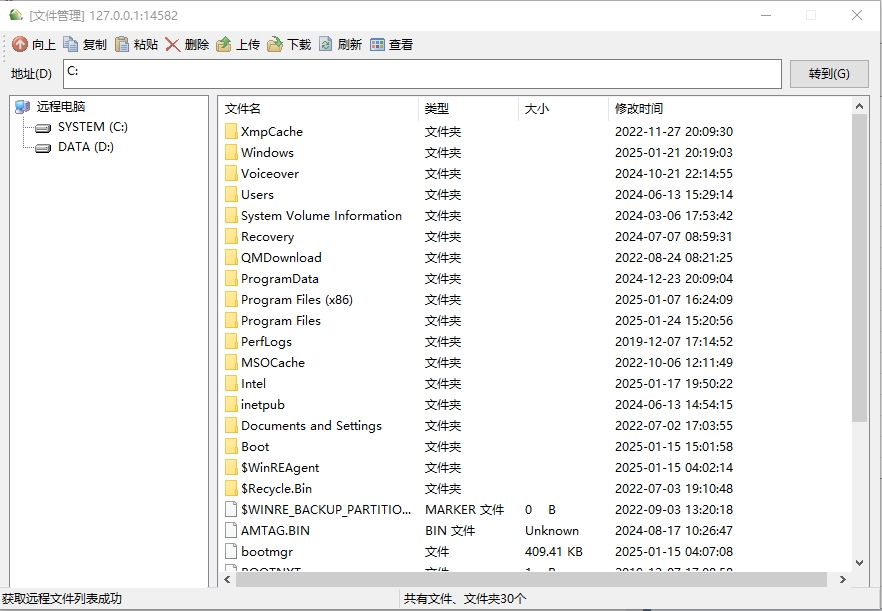 [文件管理] 127.0.0.1:14582
向上 复制 粘贴 删除 上传 下载 刷新 查看
地址(D) C: 转到(G)
远程电脑
SYSTEM (C:)
DATA (D:)
文件名 类型 大小 修改时间
XmpCache 文件夹 2022-11-27 20:09:30
Windows 文件夹 2025-01-21 20:19:03
Voiceover 文件夹 2024-10-21 22:14:55
Users 文件夹 2024-06-13 15:29:14
System Volume Information 文件夹 2024-03-06 17:53:42
Recovery 文件夹 2024-07-07 08:59:31
QMDownload 文件夹 2022-08-24 08:21:25
ProgramData 文件夹 2024-12-23 20:09:04
Program Files (x86) 文件夹 2025-01-07 16:24:09
Program Files 文件夹 2025-01-24 15:20:56
PerfLogs 文件夹 2019-12-07 17:14:52
MSOCache 文件夹 2022-10-06 12:11:49
Intel 文件夹 2025-01-17 19:50:22
inetpub 文件夹 2024-06-13 14:54:15
Documents and Settings 文件夹 2022-07-02 17:03:55
Boot 文件夹 2025-01-15 15:01:58
$WinREAgent 文件夹 2025-01-15 04:02:14
$Recycle.Bin 文件夹 2022-07-03 19:10:48
$WINRE_BACKUP_PARTITIO... MARKER 文件 0 B 2022-09-03 13:20:18
AMTAG.BIN BIN 文件 Unknown 2024-08-17 10:26:47
bootmgr 文件 409.41 KB 2025-01-15 04:07:08
BOOTNXT 文件 1 B 2019-12-07 17:08:58
获取远程文件列表成功 共有文件、文件夹30个